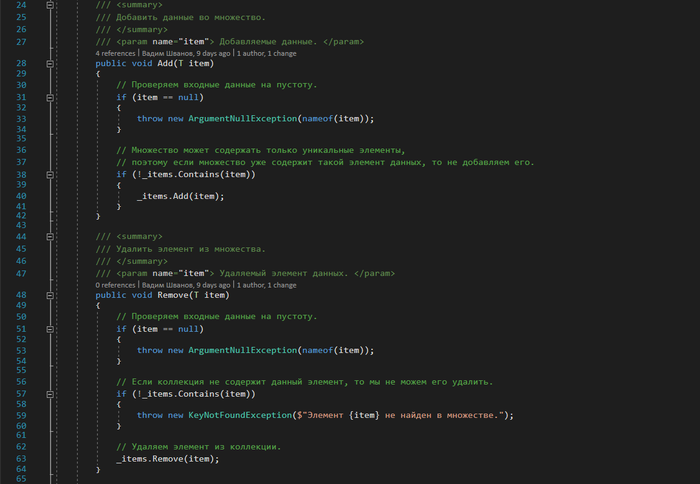 24 /// <summary>
25 /// Добавить данные во множество.
26 /// </summary>
27 /// <param name="item"> Добавляемые данные. </param>
4 references | Вадим Шванов, 9 days ago | 1 author, 1 change
28 public void Add(T item)
29 {
30 // Проверяем входные данные на пустоту.
31 if (item == null)
32 {
33 throw new ArgumentNullException(nameof(item));
34 }
35
36 // Множество может содержать только уникальные элементы,
37 // поэтому если множество уже содержит такой элемент данных, то не добавляем его.
38 if (!_items.Contains(item))
39 {
40 _items.Add(item);
41 }
42 }
43
44 /// <summary>
45 /// Удалить элемент из множества.
46 /// </summary>
47 /// <param name="item"> Удаляемый элемент данных. </param>
0 references | Вадим Шванов, 9 days ago | 1 author, 1 change
48 public void Remove(T item)
49 {
50 // Проверяем входные данные на пустоту.
51 if (item == null)
52 {
53 throw new ArgumentNullException(nameof(item));
54 }
55
56 // Если коллекция не содержит данный элемент, то мы не можем его удалить.
57 if (!_items.Contains(item))
58 {
59 throw new KeyNotFoundException($"Элемент {item} не найден в множестве.");
60 }
61
62 // Удаляем элемент из коллекции.
63 _items.Remove(item);
64 }
65